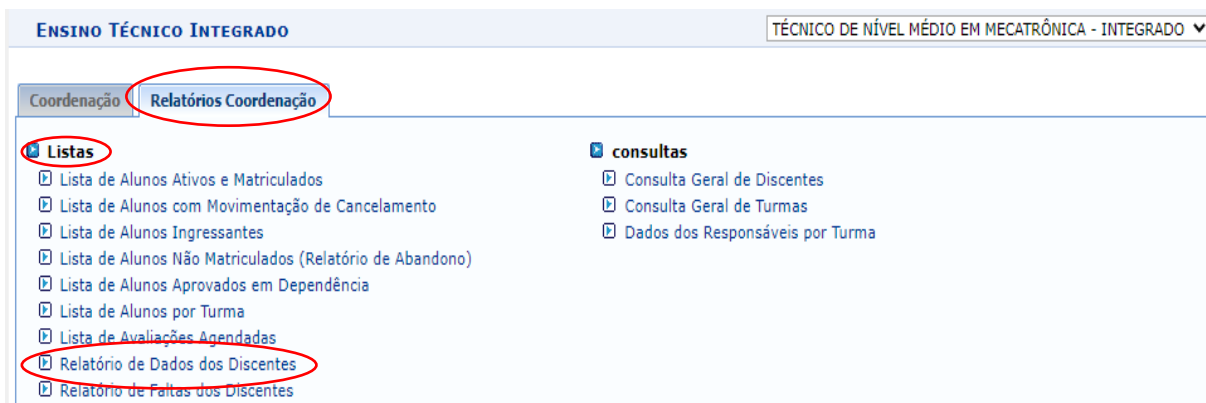 ENSINO TÉCNICO INTEGRADO
TÉCNICO DE NÍVEL MÉDIO EM MECATRÔNICA - INTEGRADO
Coordenação
Relatórios Coordenação
Listas
Lista de Alunos Ativos e Matriculados
Lista de Alunos com Movimentação de Cancelamento
Lista de Alunos Ingressantes
Lista de Alunos Não Matriculados (Relatório de Abandono)
Lista de Alunos Aprovados em Dependência
Lista de Alunos por Turma
Lista de Avaliações Agendadas
Relatório de Dados dos Discentes
Relatório de Faltas dos Discentes
consultas
Consulta Geral de Discentes
Consulta Geral de Turmas
Dados dos Responsáveis por Turma